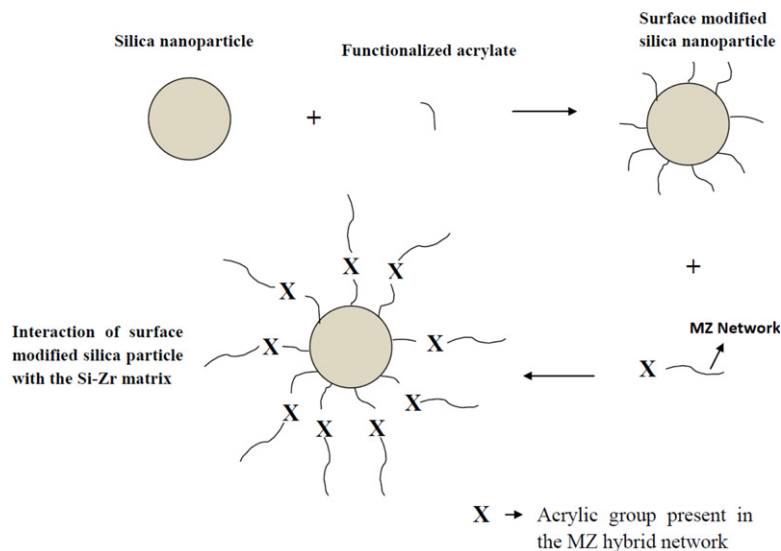 Silica nanoparticle
Functionalized acrylate
Surface modified
silica nanoparticle
+
+
MZ Network
X
Interaction of surface
modified silica particle
with the Si-Zr matrix
X
X
X
X
X
X
X
X
X
X → Acrylic group present in
the MZ hybrid network